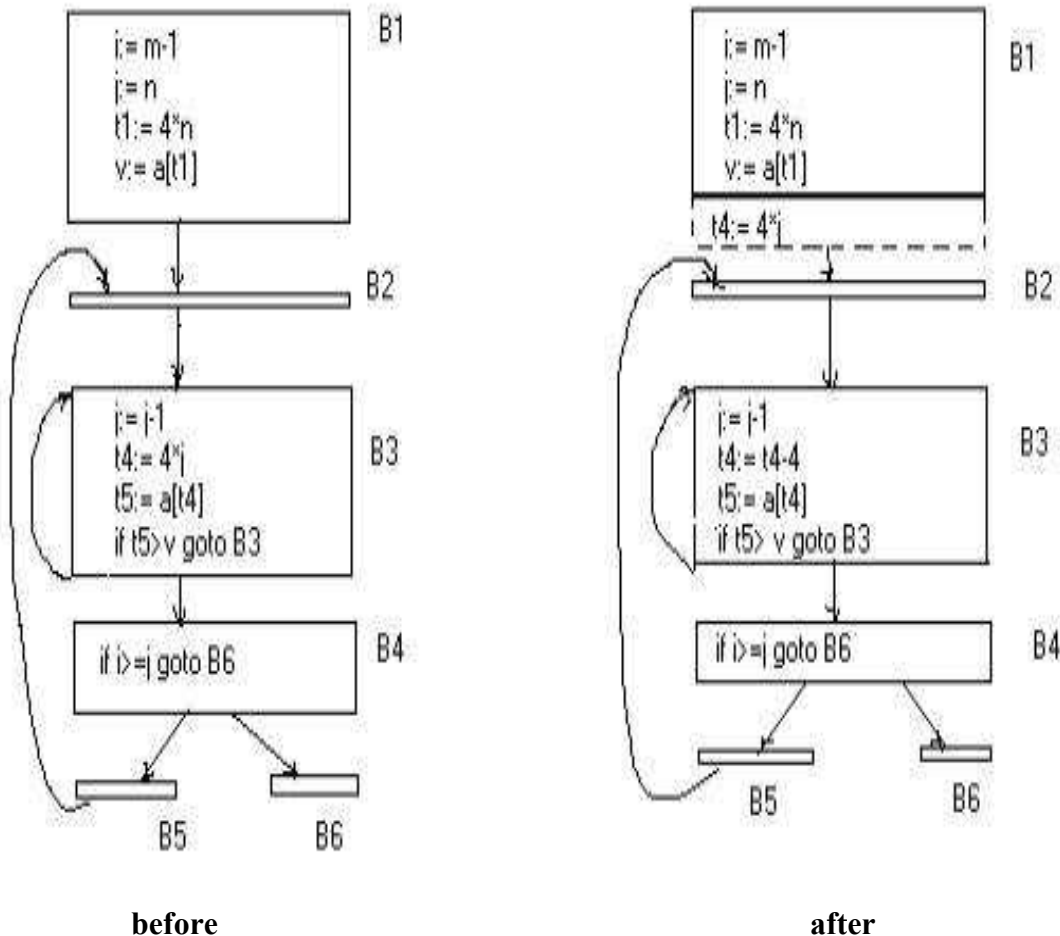 B1
i:= m-1
j:= n
t1:= 4*n
v:= a[t1]
B2
j:= j-1
t4:= 4*j
t5:= a[t4]
if t5>v goto B3
B3
if i>=j goto B6
B4
B5
B6
before
B1
i:= m-1
j:= n
t1:= 4*n
v:= a[t1]
t4:= 4*j
B2
j:= j-1
t4:= t4-4
t5:= a[t4]
if t5> v goto B3
B3
if i>=j goto B6
B4
B5
B6
after